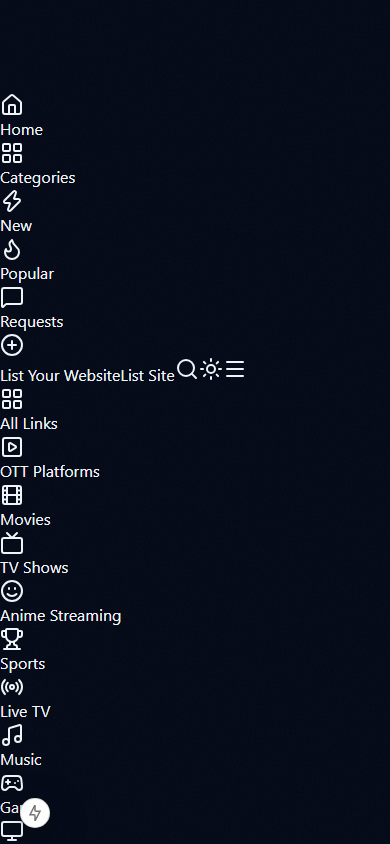 Home
Categories
New
Popular
Requests
List Your WebsiteList Site
All Links
OTT Platforms
Movies
TV Shows
Anime Streaming
Sports
Live TV
Music